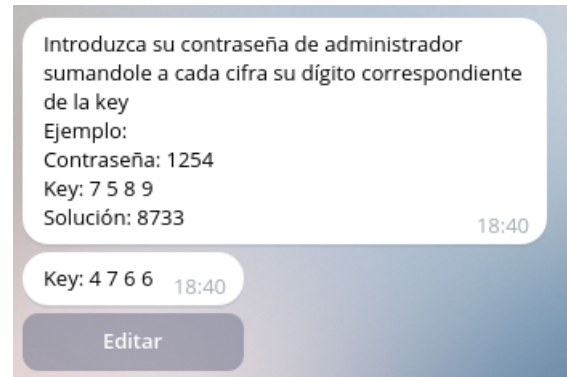 Introduzca su contraseña de administrador
sumandole a cada cifra su dígito correspondiente
de la key
Ejemplo:
Contraseña: 1254
Key: 7 5 8 9
Solución: 8733
18:40
Key: 4 7 6 6
18:40
Editar